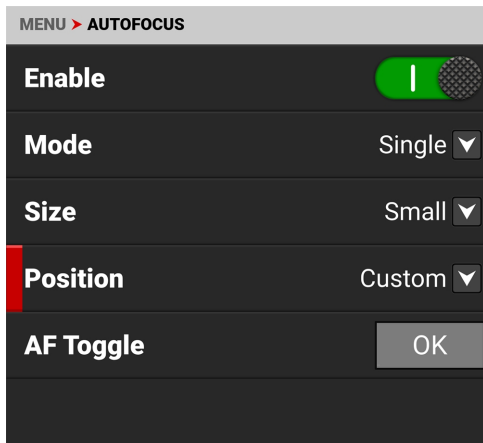 MENU ➤ AUTOFOCUS
Enable
Mode Single
Size Small
Position Custom
AF Toggle OK